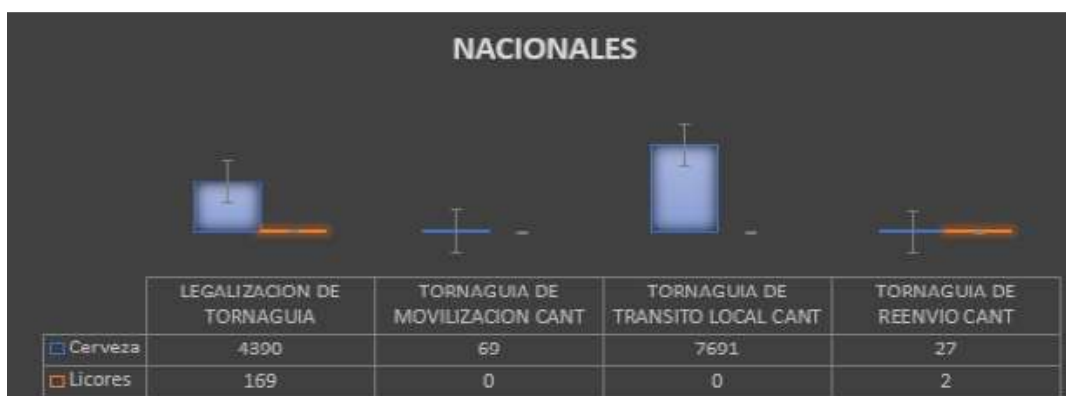 NACIONALES
LEGALIZACION DE TORNAGUIA
TORNAGUIA DE MOVILIZACION CANT
TORNAGUIA DE TRANSITO LOCAL CANT
TORNAGUIA DE REENVIO CANT
Cerveza 4390 69 7691 27
Licores 169 0 0 2